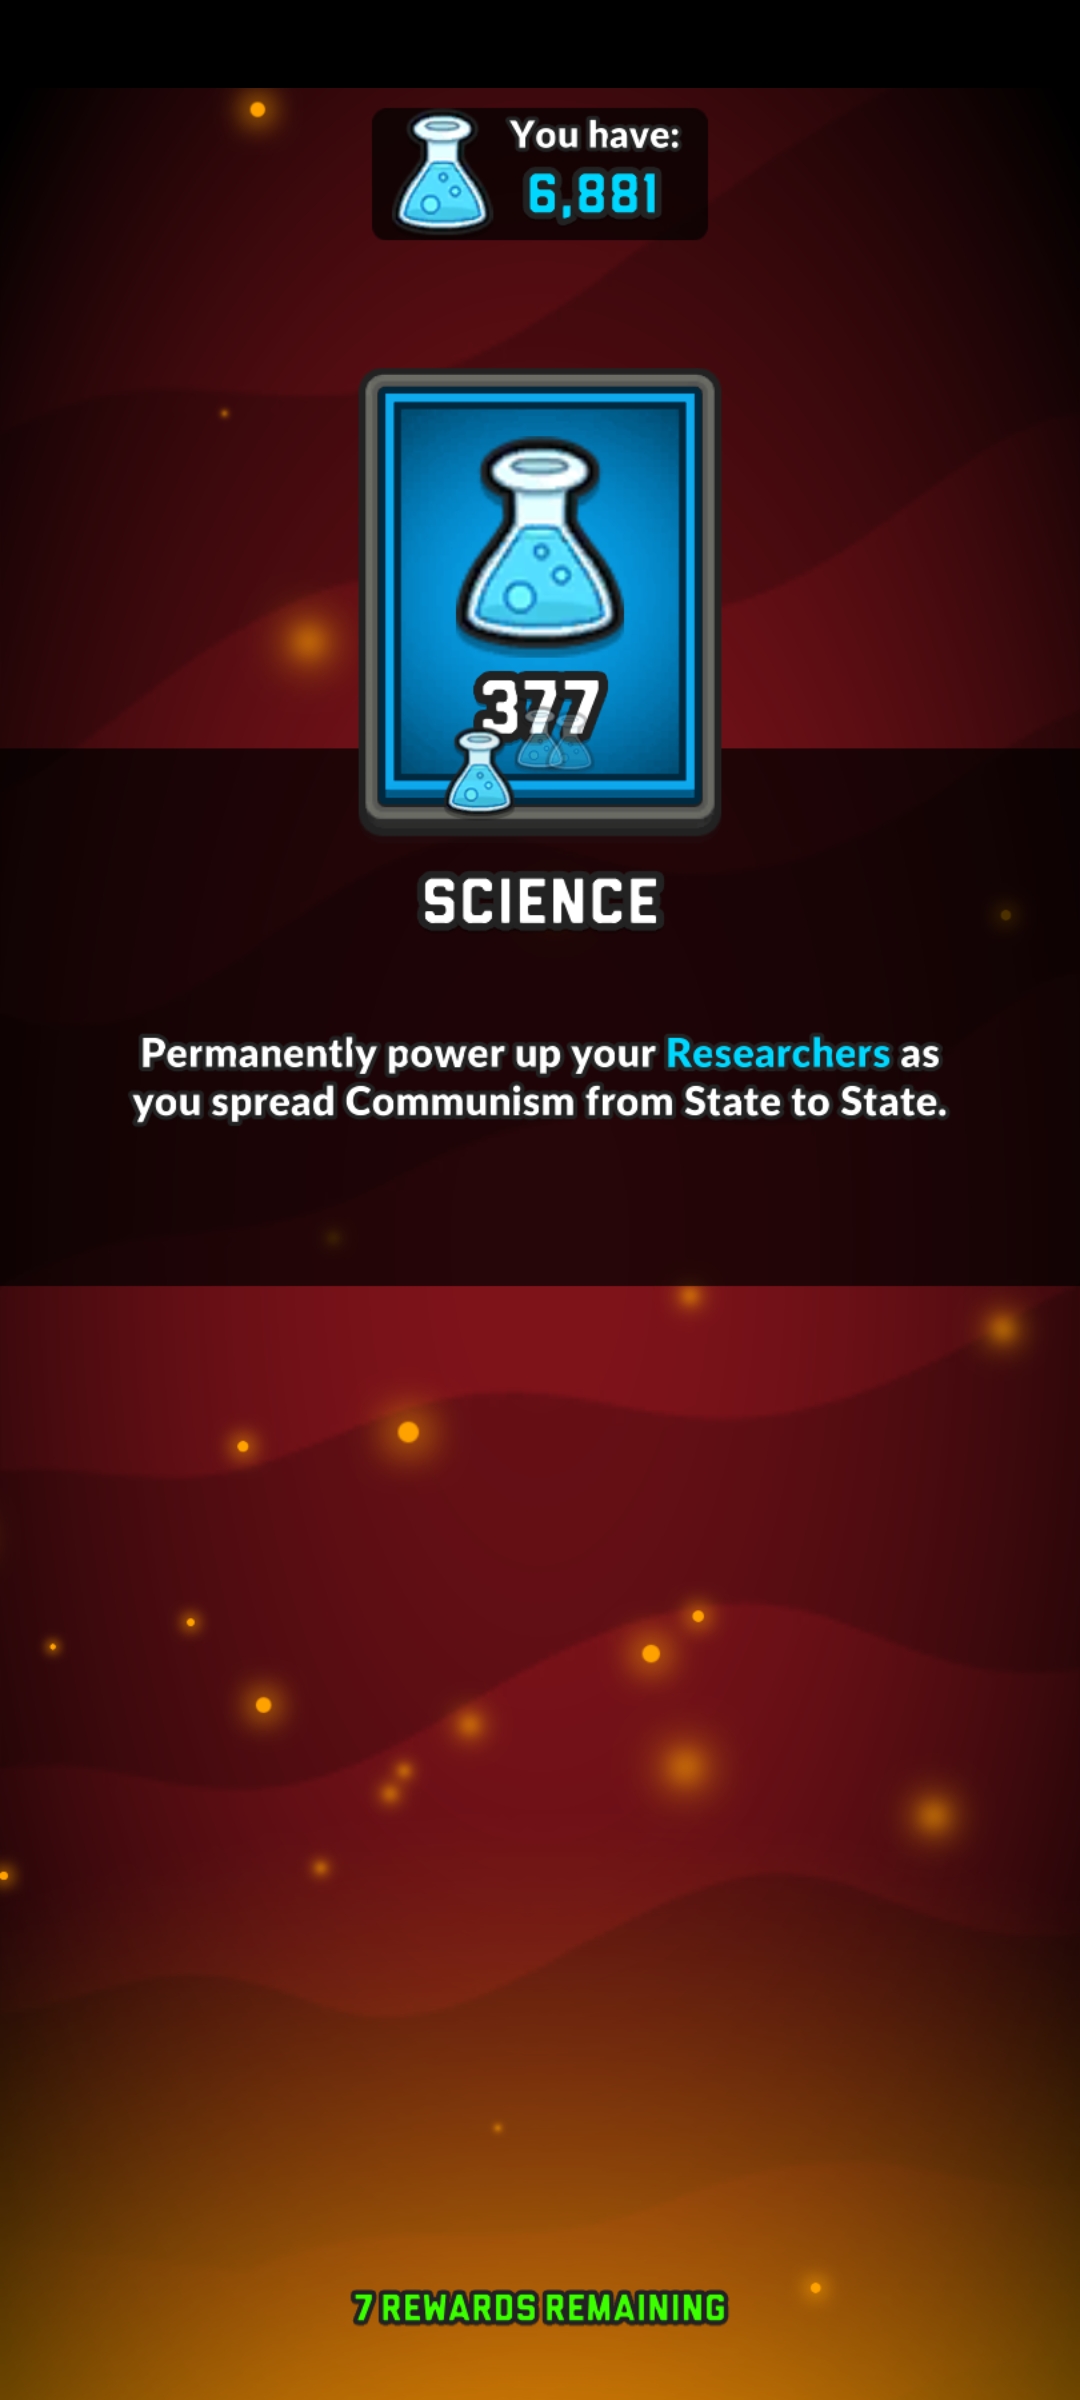 You have:
6,881
377
SCIENCE
Permanently power up your Researchers as
you spread Communism from State to State.
7 REWARDS REMAINING